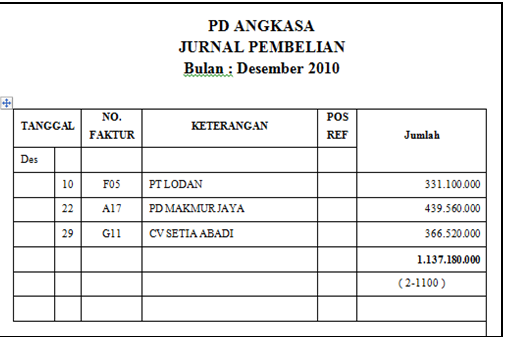 PD ANGKASA
JURNAL PEMBELIAN
Bulan : Desember 2010
TANGGAL NO. FAKTUR KETERANGAN POS REF Jumlah
Des
10 F05 PT LODAN 331.100.000
22 A17 PD MAKMUR JAYA 439.560.000
29 G11 CV SETIA ABADI 366.520.000
1.137.180.000
( 2-1100 )